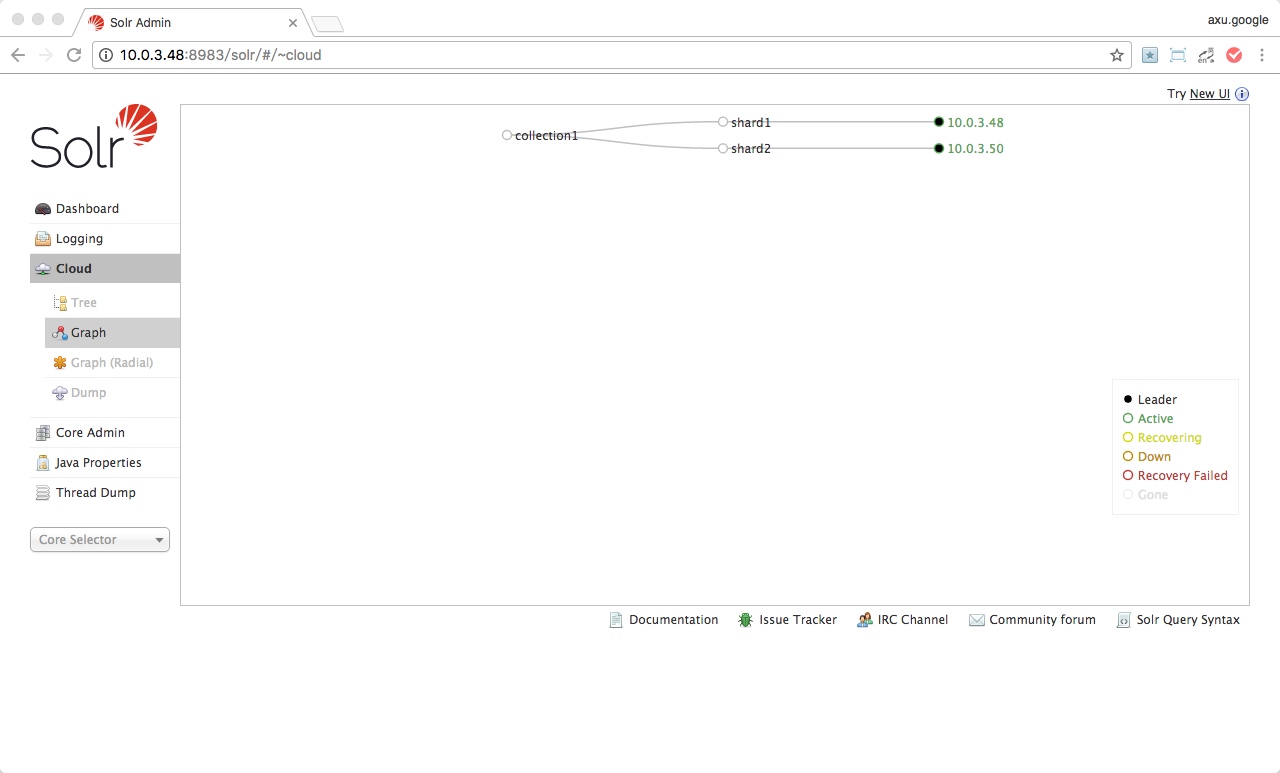 Solr Admin
axu.google
10.0.3.48:8983/solr/#/~cloud
Try New UI
Solr
Dashboard
Logging
Cloud
Tree
Graph
Graph (Radial)
Dump
Core Admin
Java Properties
Thread Dump
Core Selector
collection1
shard1
10.0.3.48
shard2
10.0.3.50
Leader
Active
Recovering
Down
Recovery Failed
Gone
Documentation
Issue Tracker
IRC Channel
Community forum
Solr Query Syntax